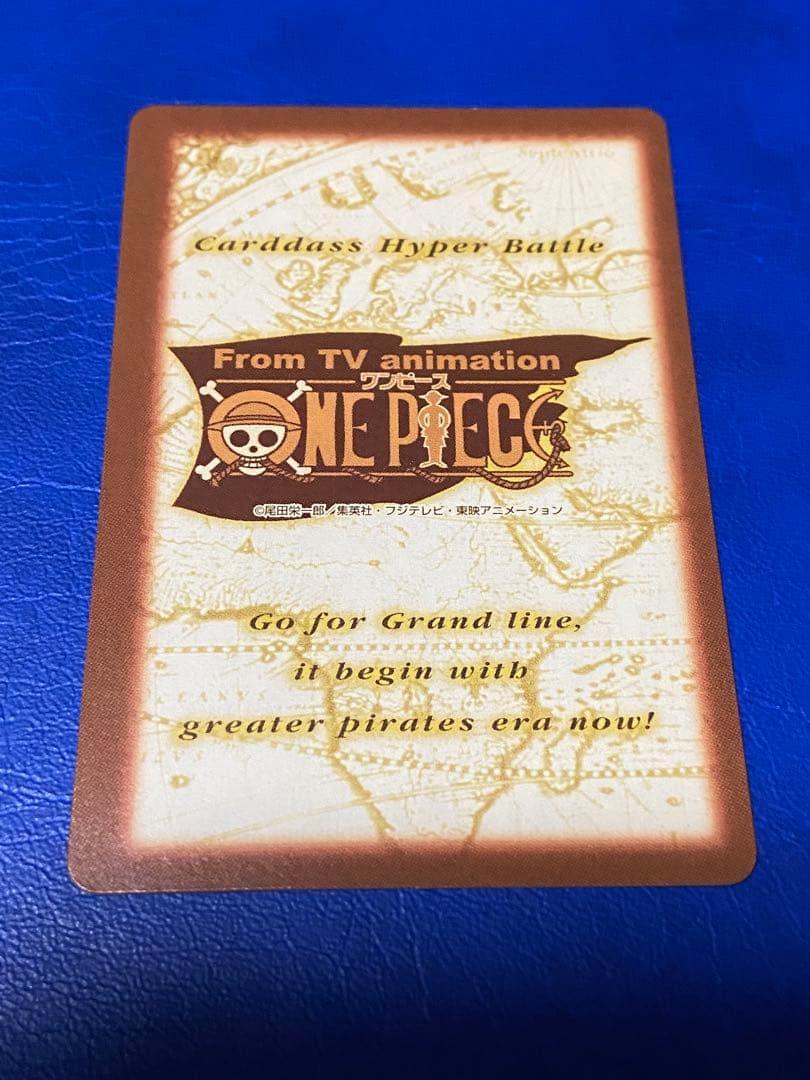 Septentrio
Carddass Hyper Battle
From TV animation
ワンピース
ONE PIECE
©尾田栄一郎／集英社・フジテレビ・東映アニメーション
Go for Grand line,
it begin with
greater pirates era now!